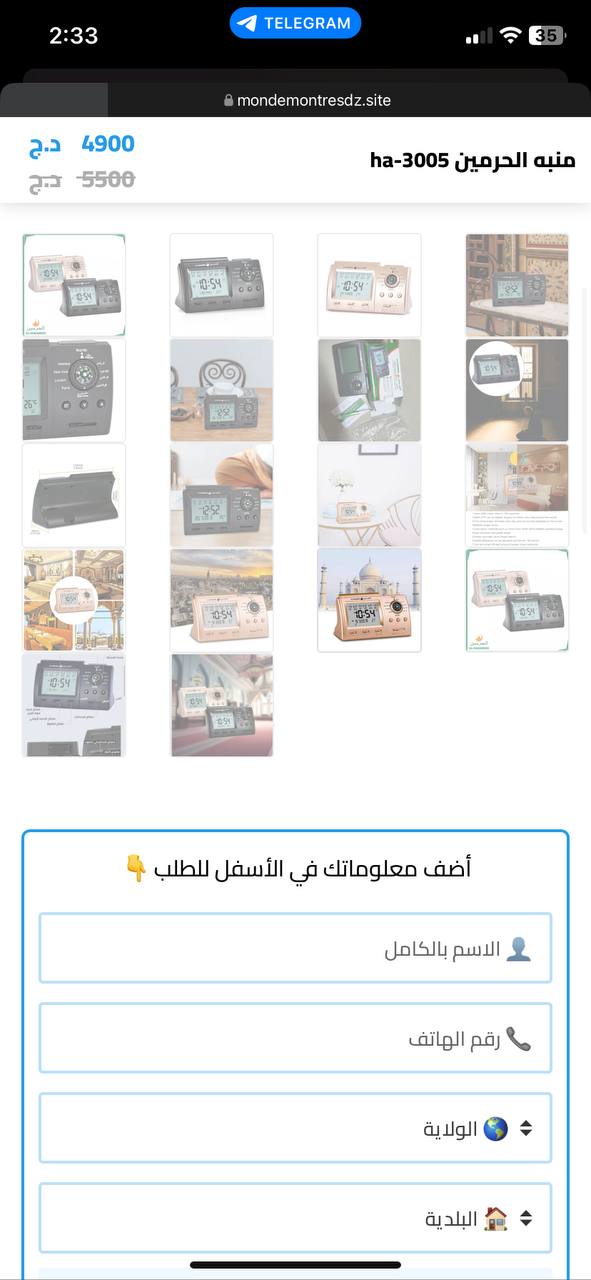 2:33
TELEGRAM
35
mondemontresdz.site
منبه الحرمين ha-3005
4900 د.ج
5500 د.ج
أضف معلوماتك في الأسفل للطلب 👇
👤 الاسم بالكامل
📞 رقم الهاتف
🌎 الولاية
🏠 البلدية